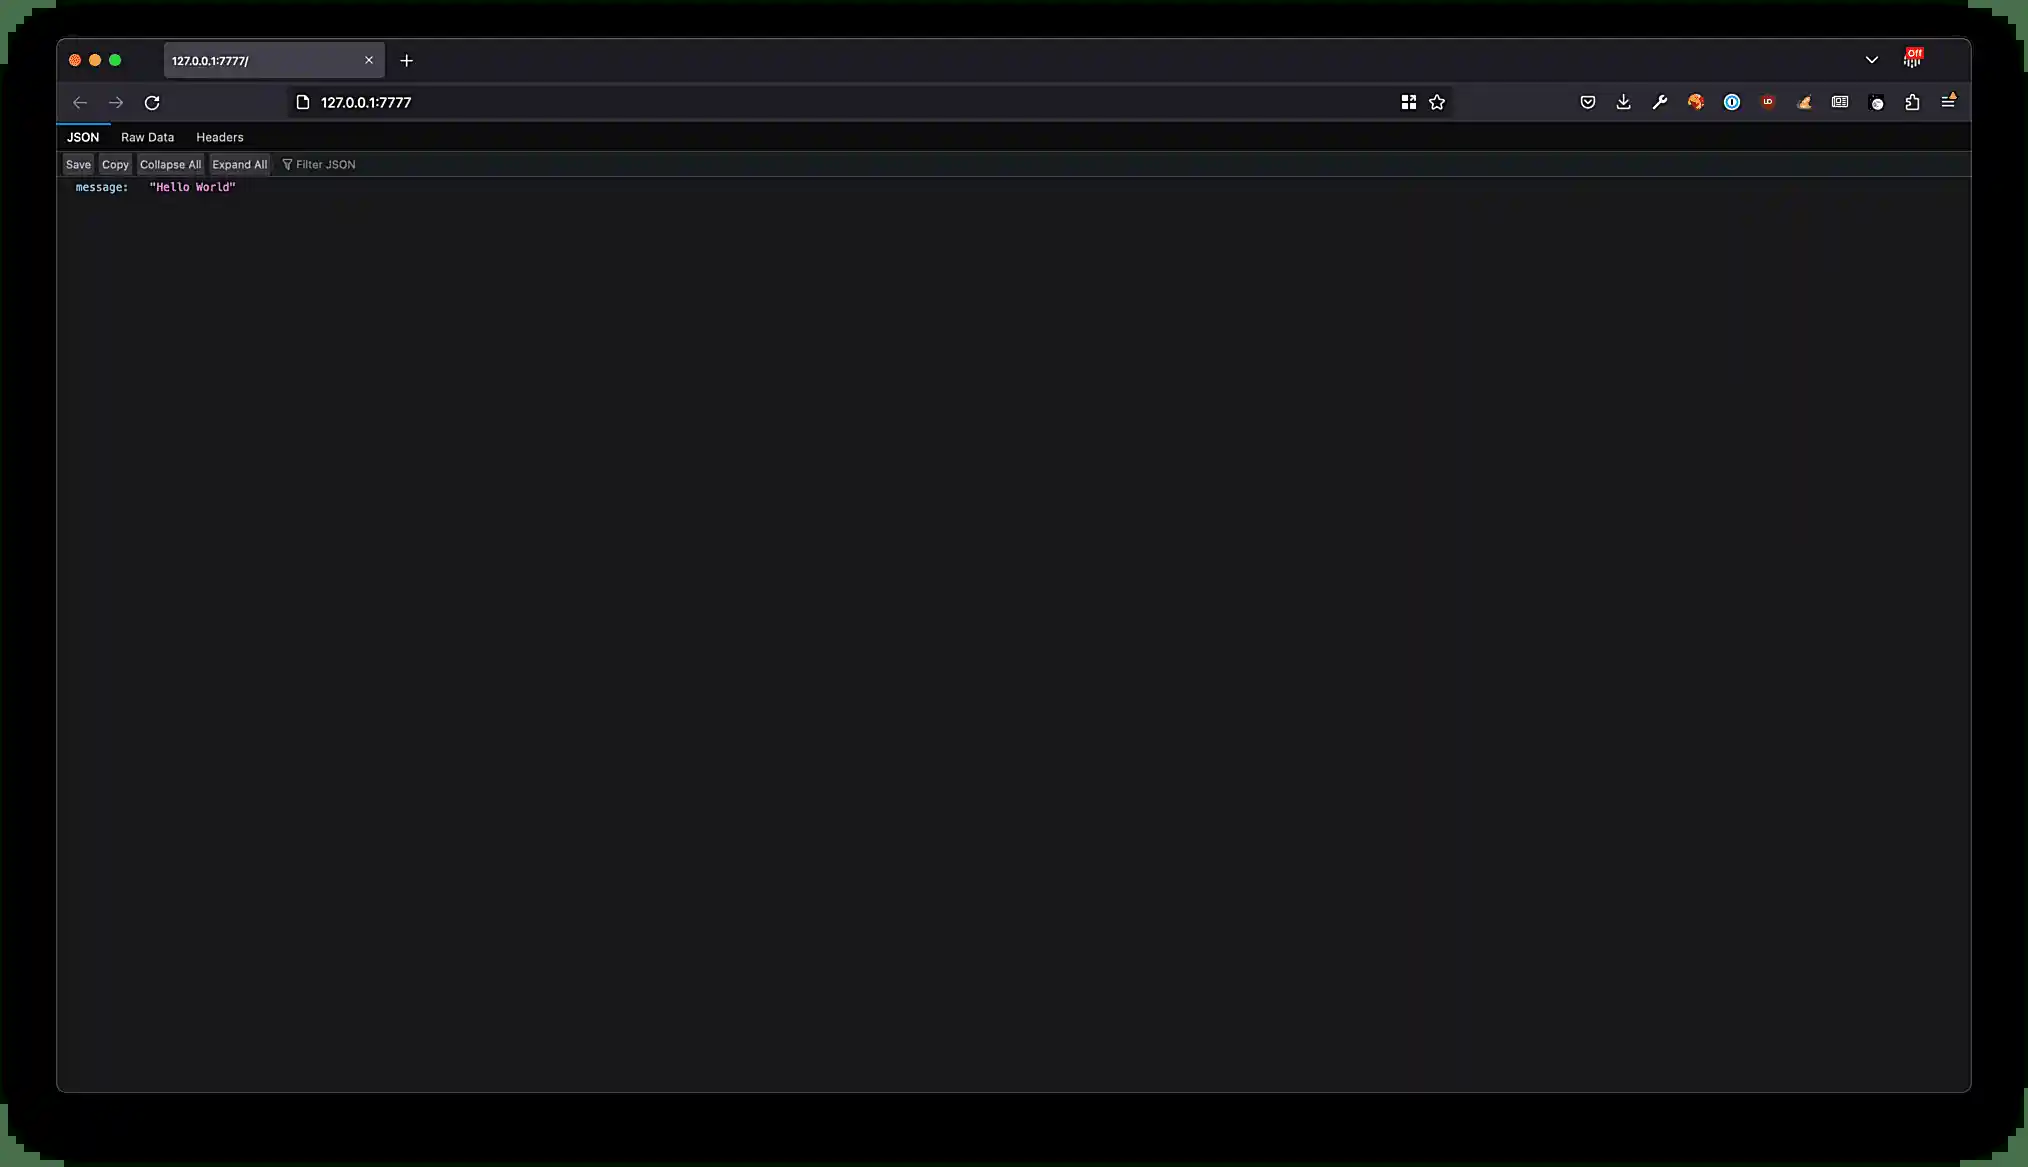 127.0.0.1:7777/
Off
127.0.0.1:7777
JSON Raw Data Headers
Save Copy Collapse All Expand All Filter JSON
message: "Hello World"